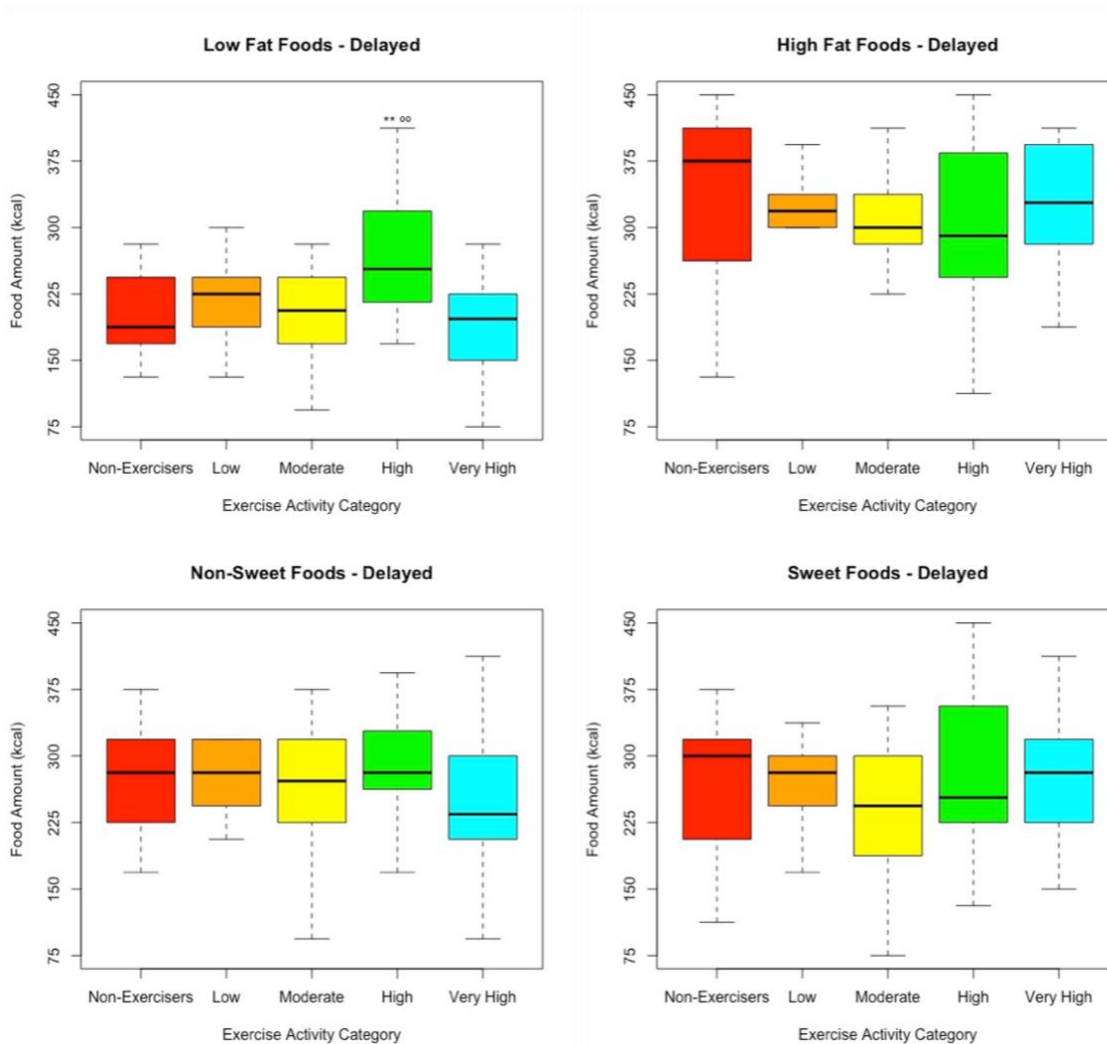 Low Fat Foods - Delayed
** oo
Food Amount (kcal)
450
375
300
225
150
75
Non-Exercisers Low Moderate High Very High
Exercise Activity Category
High Fat Foods - Delayed
Food Amount (kcal)
450
375
300
225
150
75
Non-Exercisers Low Moderate High Very High
Exercise Activity Category
Non-Sweet Foods - Delayed
Food Amount (kcal)
450
375
300
225
150
75
Non-Exercisers Low Moderate High Very High
Exercise Activity Category
Sweet Foods - Delayed
Food Amount (kcal)
450
375
300
225
150
75
Non-Exercisers Low Moderate High Very High
Exercise Activity Category